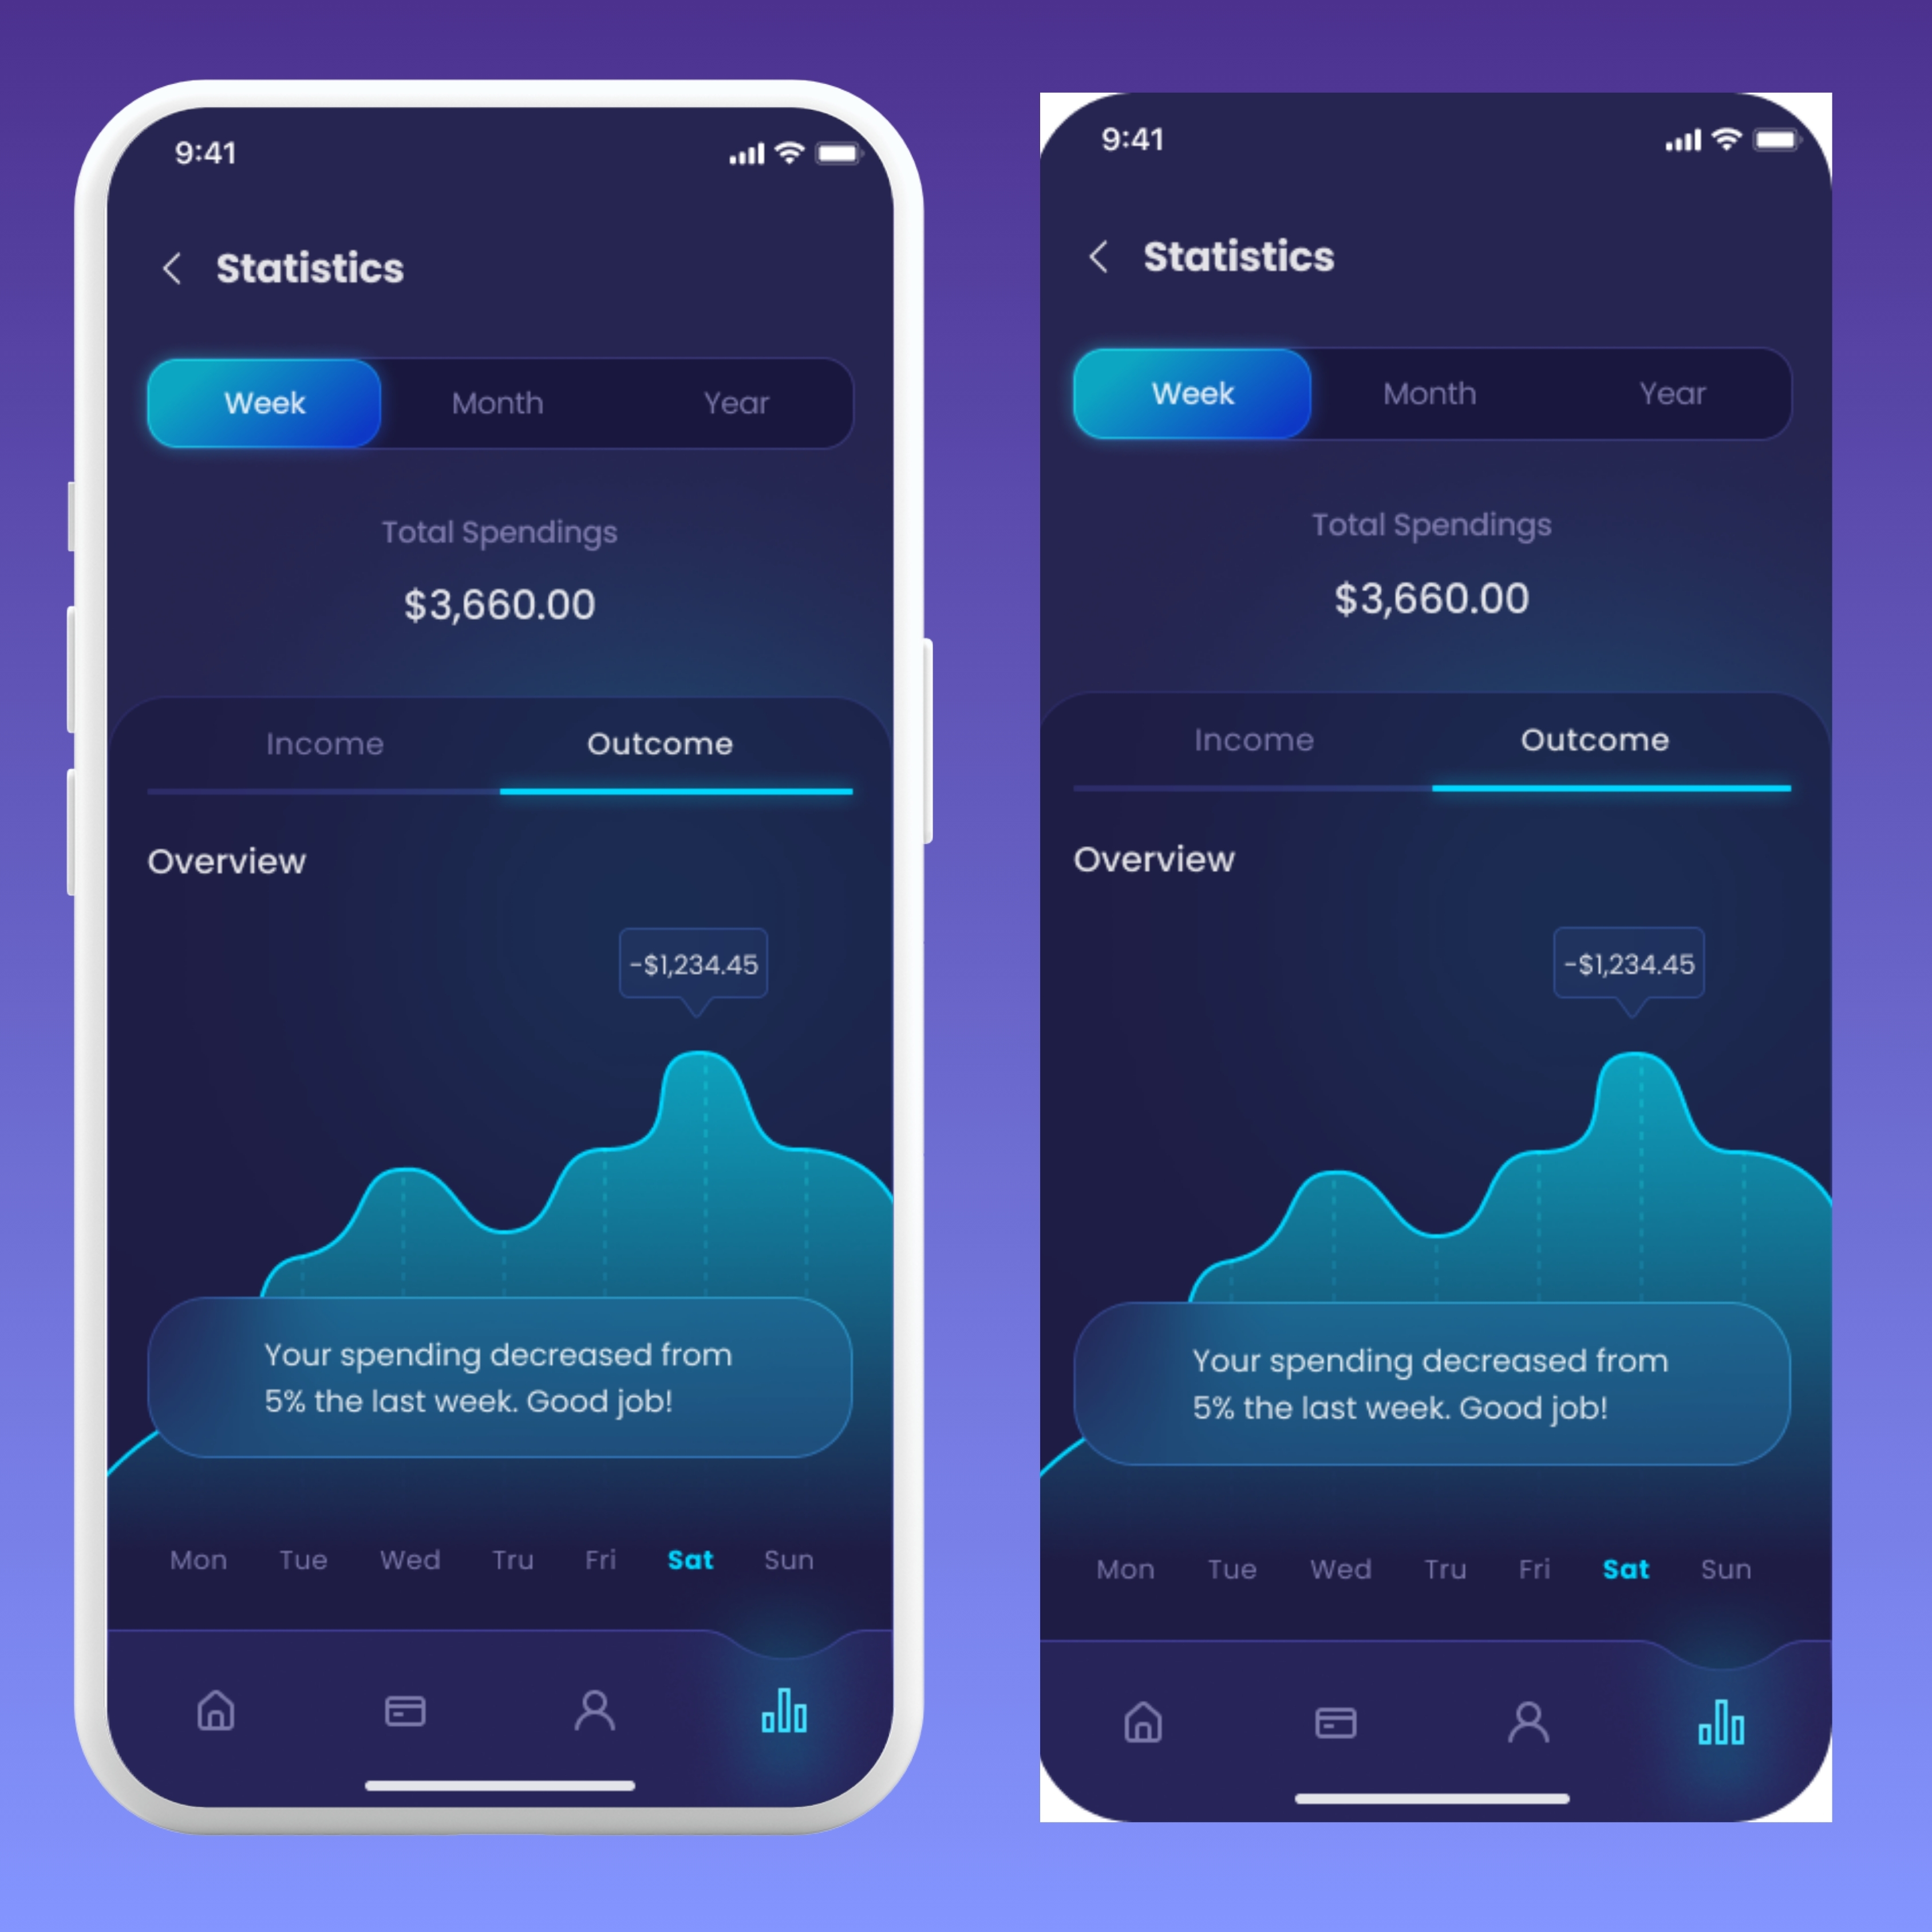 9:41
Statistics
Week Month Year
Total Spendings
$3,660.00
Income Outcome
Overview
-$1,234.45
Your spending decreased from
5% the last week. Good job!
Mon Tue Wed Tru Fri Sat Sun
9:41
Statistics
Week Month Year
Total Spendings
$3,660.00
Income Outcome
Overview
-$1,234.45
Your spending decreased from
5% the last week. Good job!
Mon Tue Wed Tru Fri Sat Sun